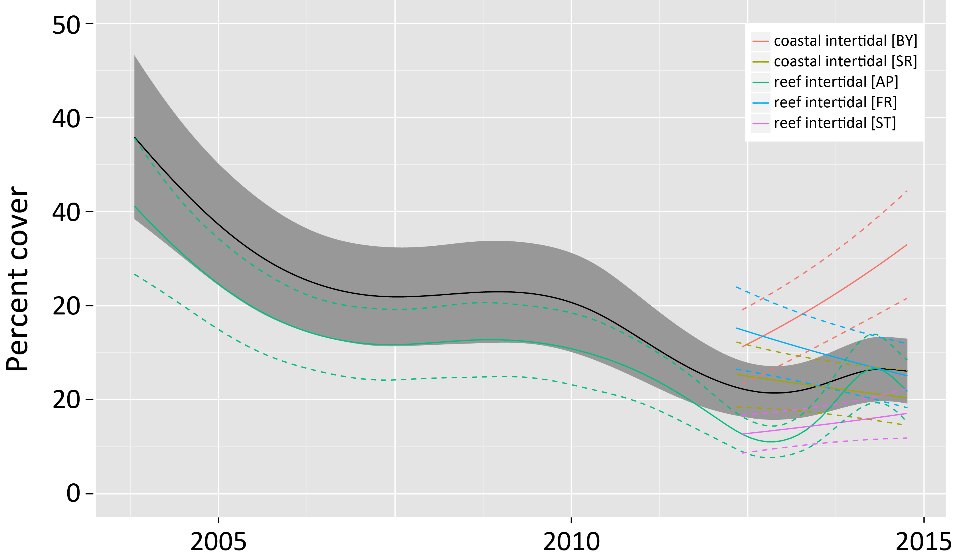 50
40
40
20
20
0
Percent cover
2005
2010
2015
coastal intertidal [BY]
coastal intertidal [SR]
reef intertidal [AP]
reef intertidal [FR]
reef intertidal [ST]